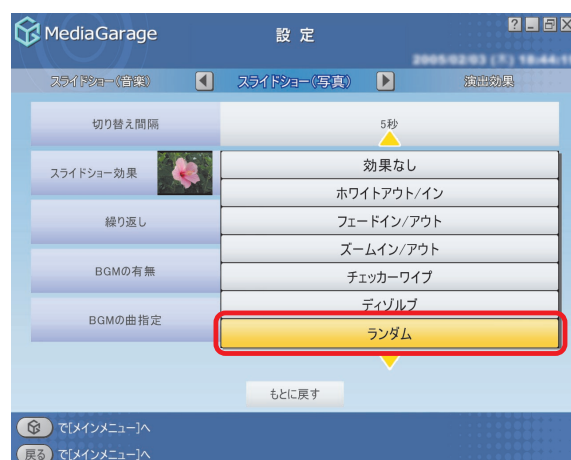 MediaGarage
設定
スライドショー(音楽)
スライドショー(写真)
演出効果
切り替え間隔
5秒
スライドショー効果
効果なし
ホワイトアウト/イン
繰り返し
フェードイン/アウト
ズームイン/アウト
BGMの有無
チェッカーワイプ
ディゾルブ
BGMの曲指定
ランダム
もとに戻す
で[メインメニュー]へ
戻る で[メインメニュー]へ